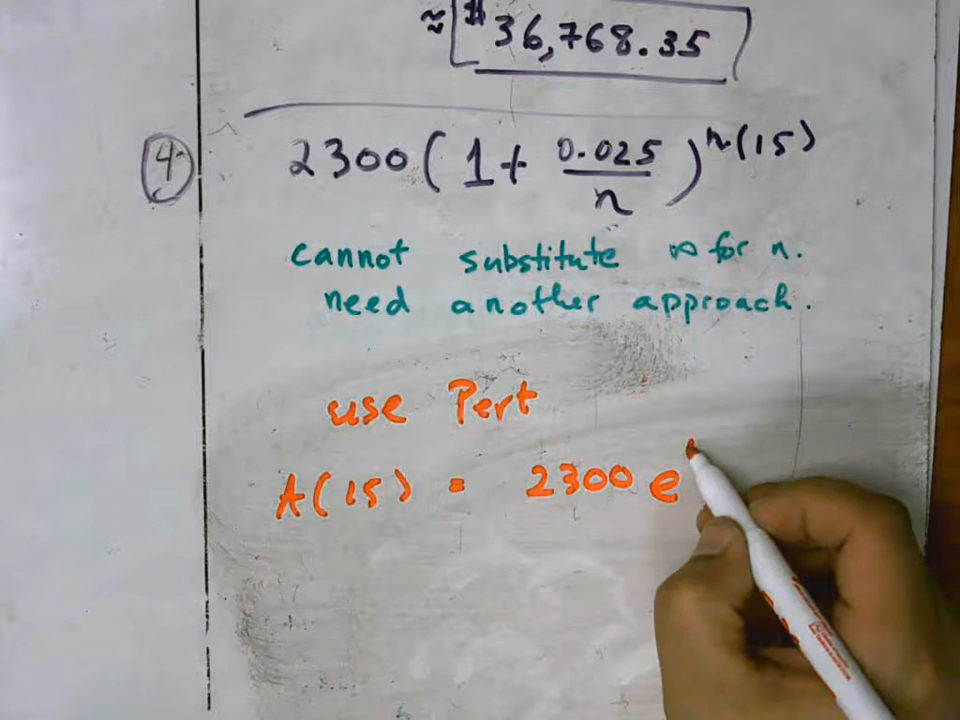 ≈ $36,768.35
④ 2300(1+ 0.025/n)^n(15)
cannot substitute ∞ for n.
need another approach.
use Pert
A(15) = 2300 e